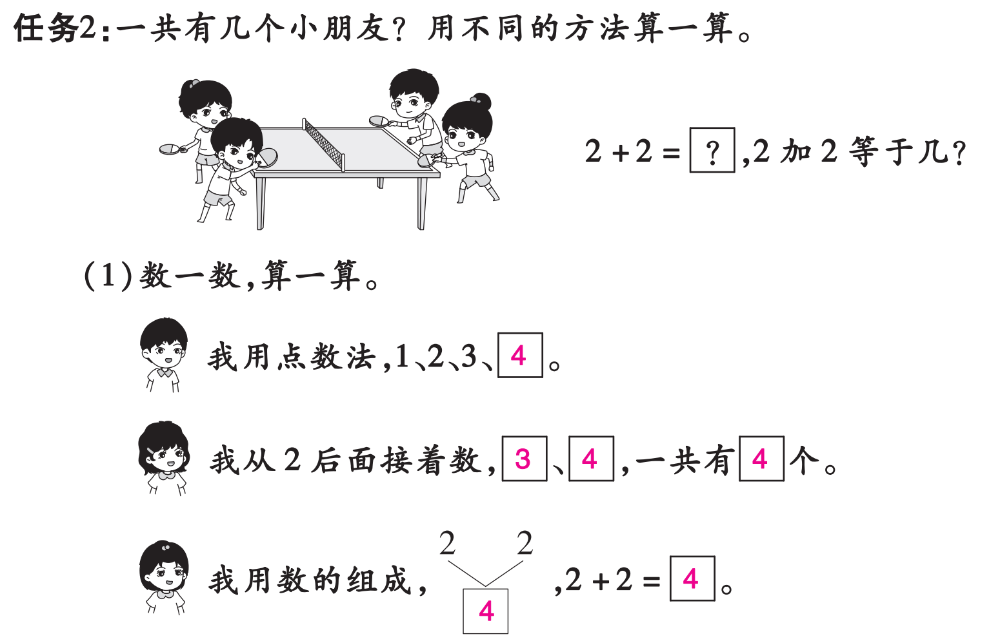 任务2:一共有几个小朋友? 用不同的方法算一算。
2+2=?,2加2等于几?
(1)数一数,算一算。
我用点数法,1、2、3、4。
我从2后面接着数,3、4,一共有4个。
2 2
我用数的组成, ,2+2=4。
4